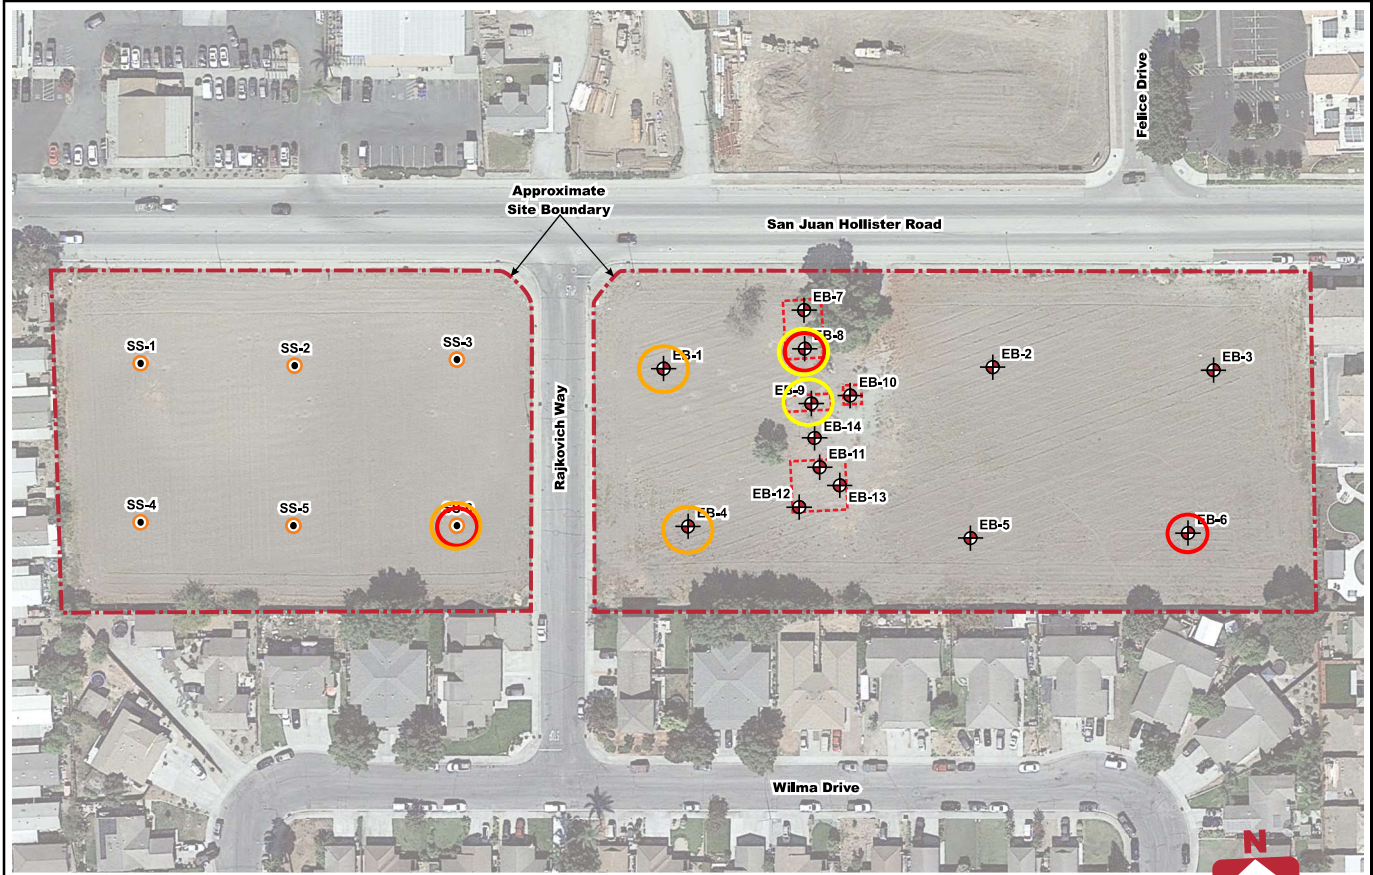 Felice Drive
Approximate
Site Boundary
San Juan Hollister Road
EB-7
EB-8
SS-1
SS-2
SS-3
EB-1
EB-2
EB-3
EB-9
EB-10
EB-14
Rajkovich Way
EB-11
EB-12
EB-13
SS-4
SS-5
EB-4
EB-5
EB-6
Wilma Drive
N